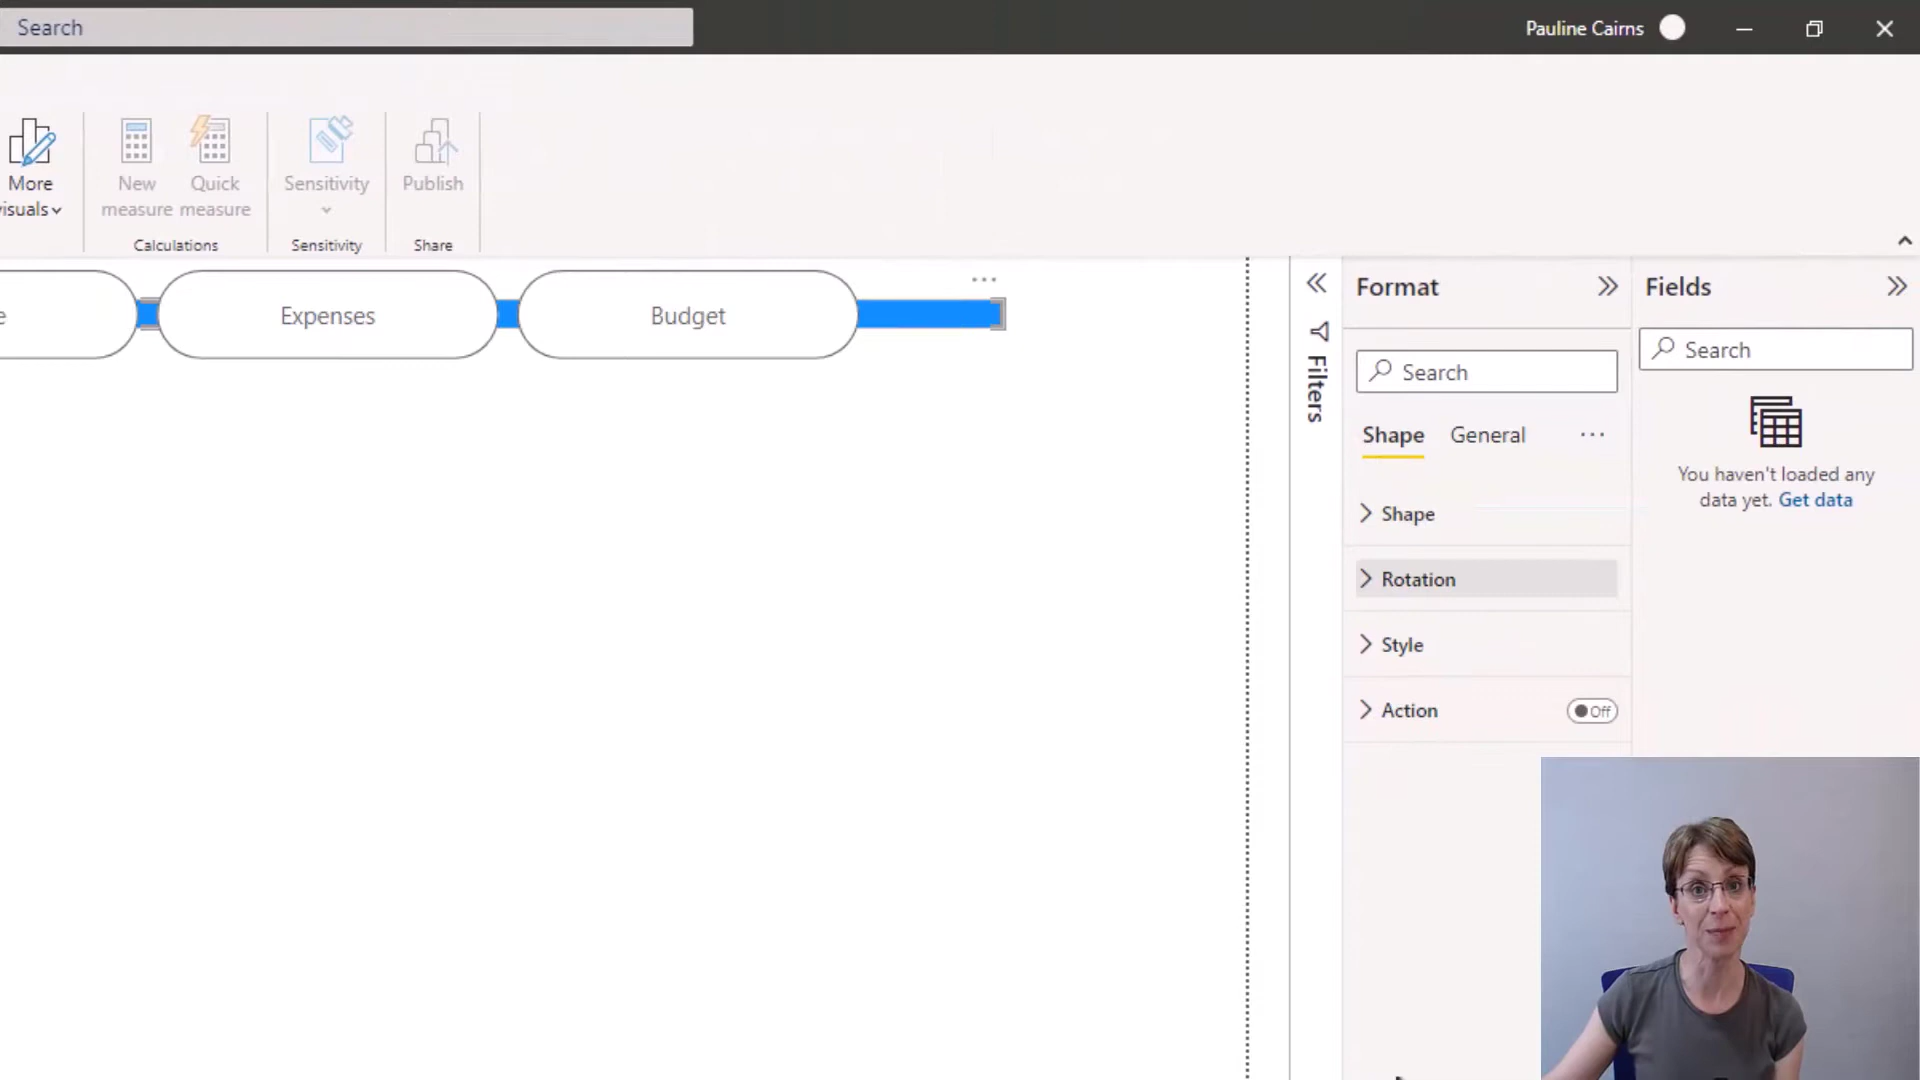 Search
Pauline Cairns
More
visuals
New
measure
Quick
measure
Calculations
Sensitivity
Sensitivity
Publish
Share
e
Expenses
Budget
...
Filters
Format
Search
Shape
General
...
Shape
Rotation
Style
Action
Off
Fields
Search
You haven't loaded any
data yet. Get data